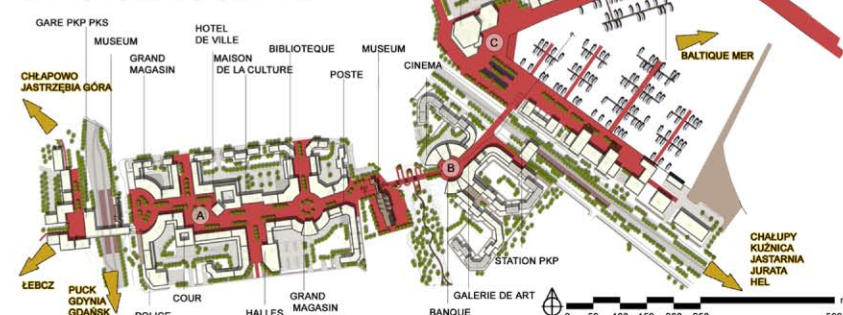 GARE PKP PKS
MUSEUM
GRAND
MAGASIN
HOTEL
DE VILLE
MAISON
DE LA CULTURE
BIBLIOTEQUE
POSTE
MUSEUM
CINEMA
C
BALTIQUE MER
CHŁAPOWO
JASTRZĘBIA GÓRA
A
B
ŁEBCZ
PUCK
GDYNIA
GDAŃSK
POLICE
COUR
HALLES
GRAND
MAGASIN
BANQUE
GALERIE DE ART
STATION PKP
CHAŁUPY
KUŹNICA
JASTARNIA
JURATA
HEL